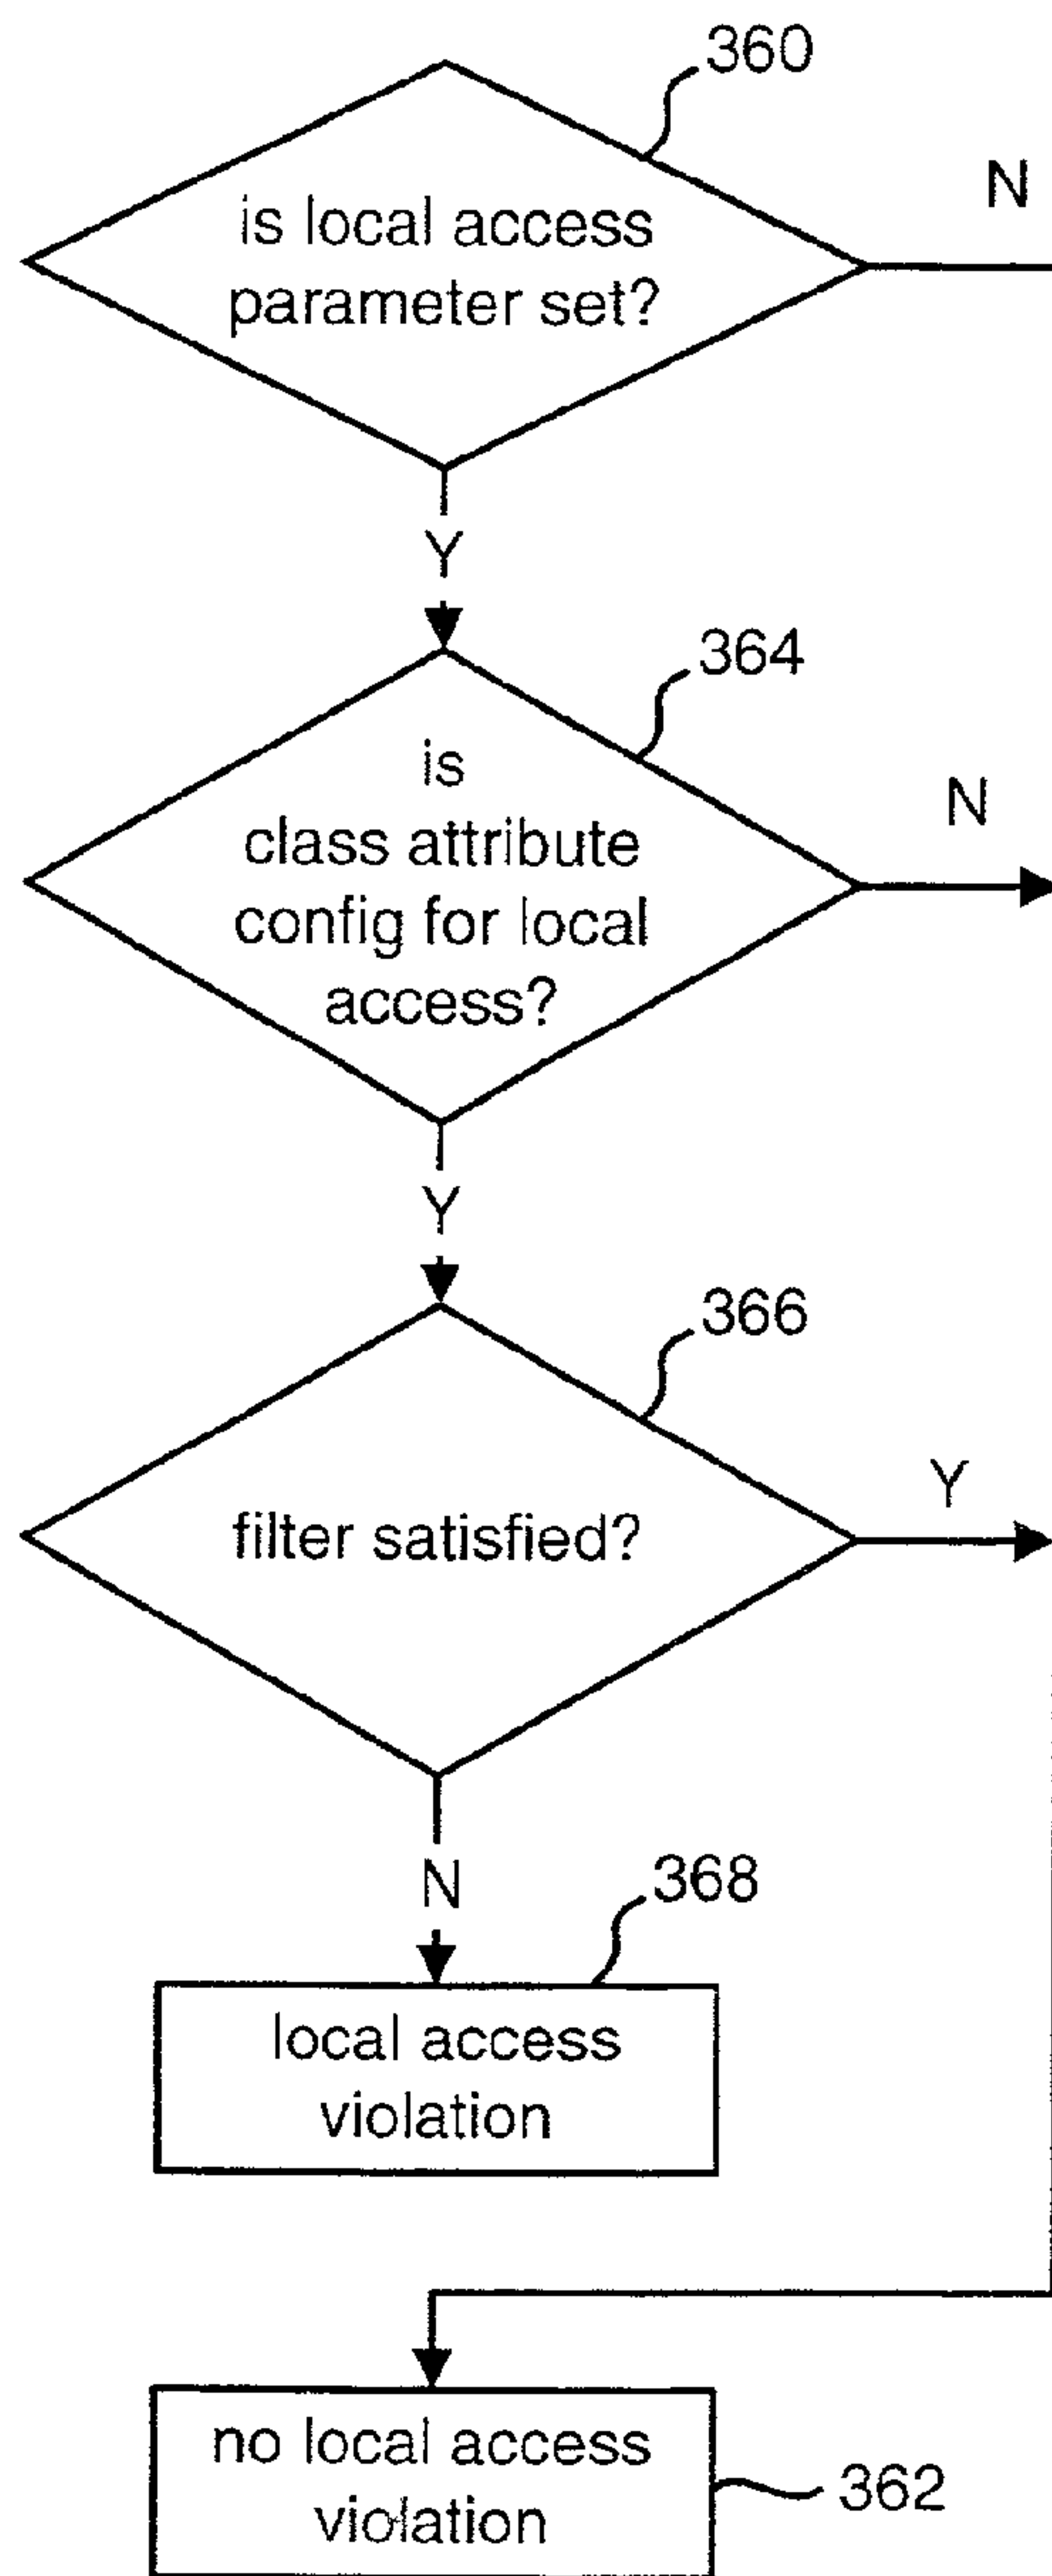 360
N
is local access
parameter set?
Y
364
is
class attribute
config for local
access?
N
Y
366
filter satisfied?
Y
N
368
local access
violation
no local access
violation
362